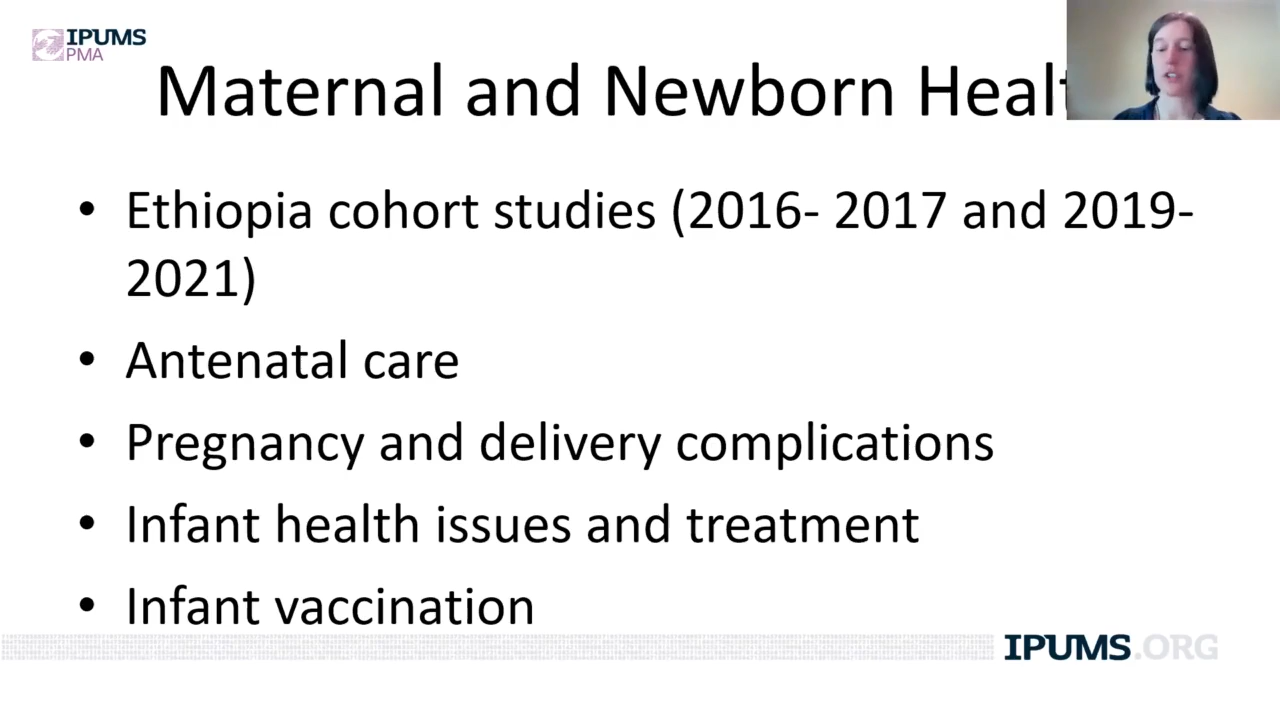 IPUMS
PMA
Maternal and Newborn Healt
• Ethiopia cohort studies (2016- 2017 and 2019-
2021)
• Antenatal care
• Pregnancy and delivery complications
• Infant health issues and treatment
• Infant vaccination
IPUMS.ORG